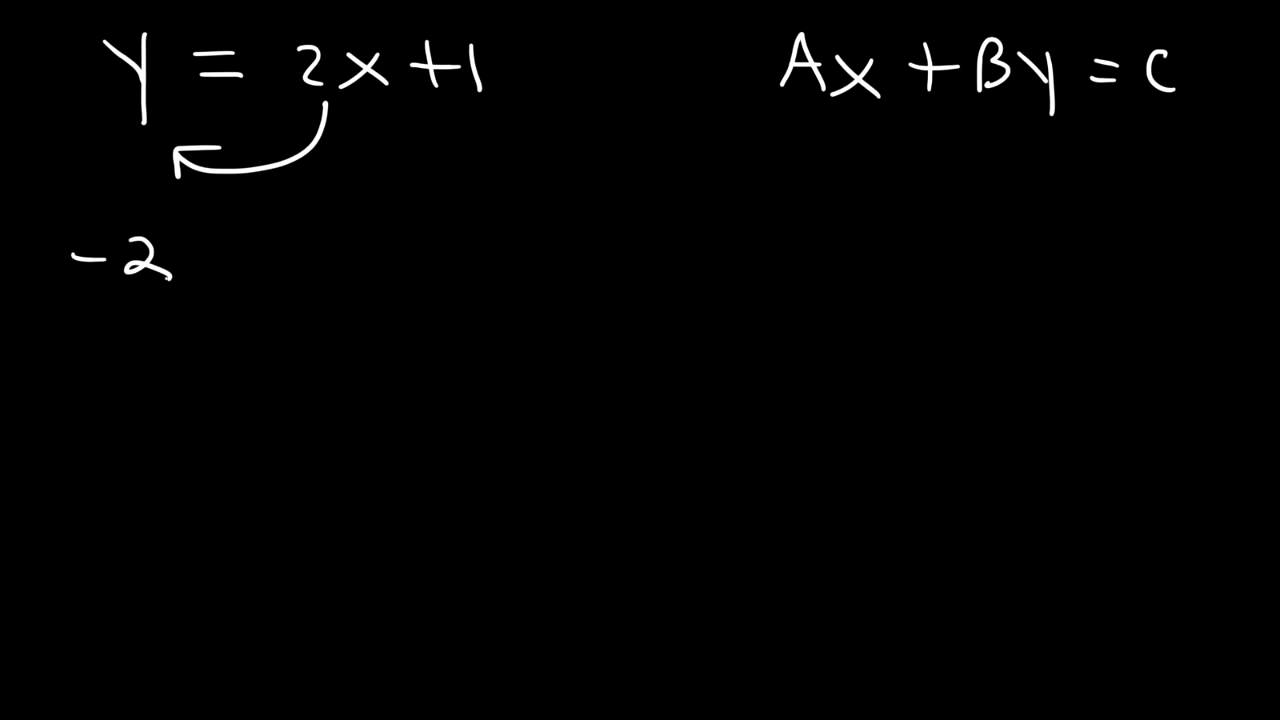 y = 2x+1
Ax + By = C
-2